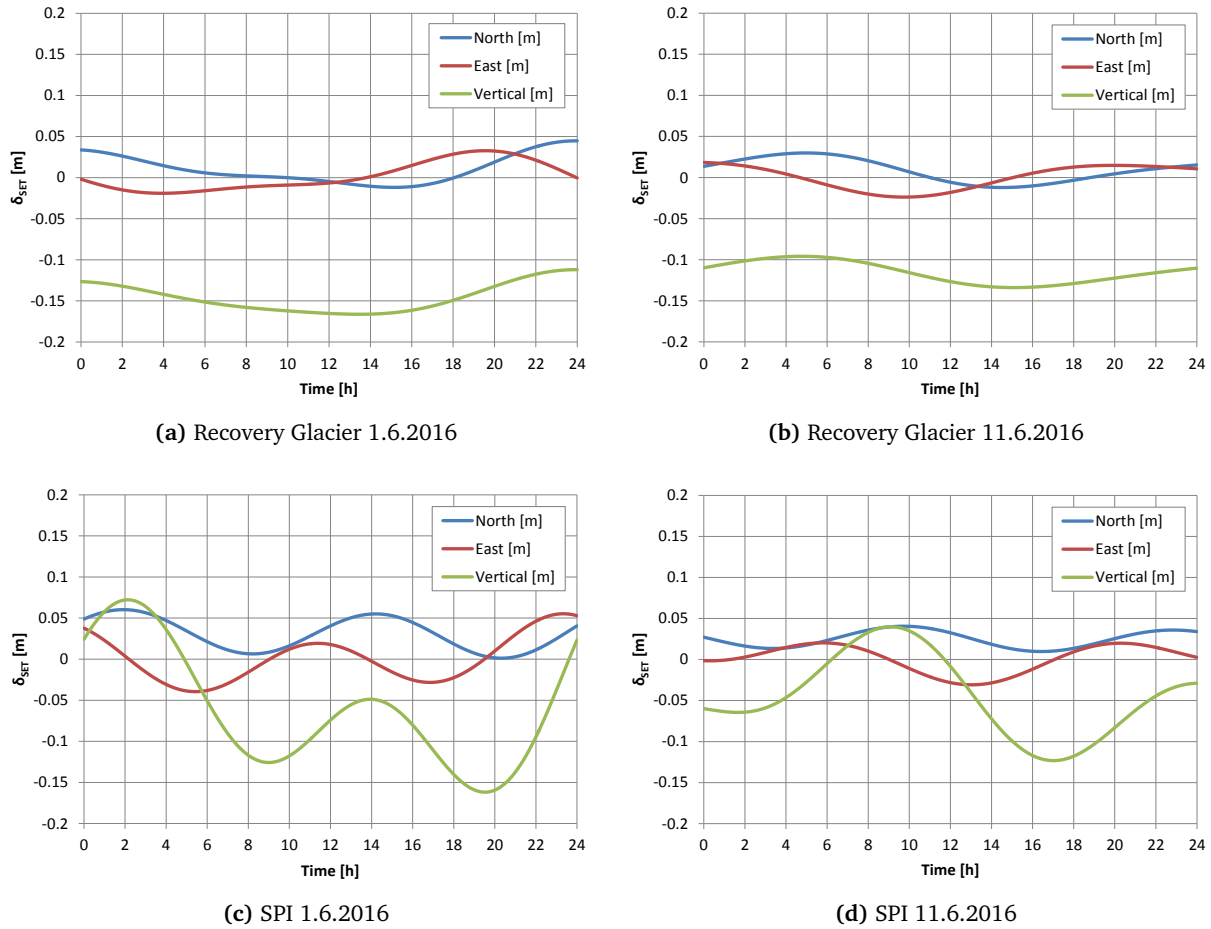 0.2
0.15
0.1
0.05
0
-0.05
-0.1
-0.15
-0.2
δSET [m]
North [m]
East [m]
Vertical [m]
0 2 4 6 8 10 12 14 16 18 20 22 24
Time [h]
(a) Recovery Glacier 1.6.2016
0.2
0.15
0.1
0.05
0
-0.05
-0.1
-0.15
-0.2
δSET [m]
North [m]
East [m]
Vertical [m]
0 2 4 6 8 10 12 14 16 18 20 22 24
Time [h]
(b) Recovery Glacier 11.6.2016
0.2
0.15
0.1
0.05
0
-0.05
-0.1
-0.15
-0.2
δSET [m]
North [m]
East [m]
Vertical [m]
0 2 4 6 8 10 12 14 16 18 20 22 24
Time [h]
(c) SPI 1.6.2016
0.2
0.15
0.1
0.05
0
-0.05
-0.1
-0.15
-0.2
δSET [m]
North [m]
East [m]
Vertical [m]
0 2 4 6 8 10 12 14 16 18 20 22 24
Time [h]
(d) SPI 11.6.2016